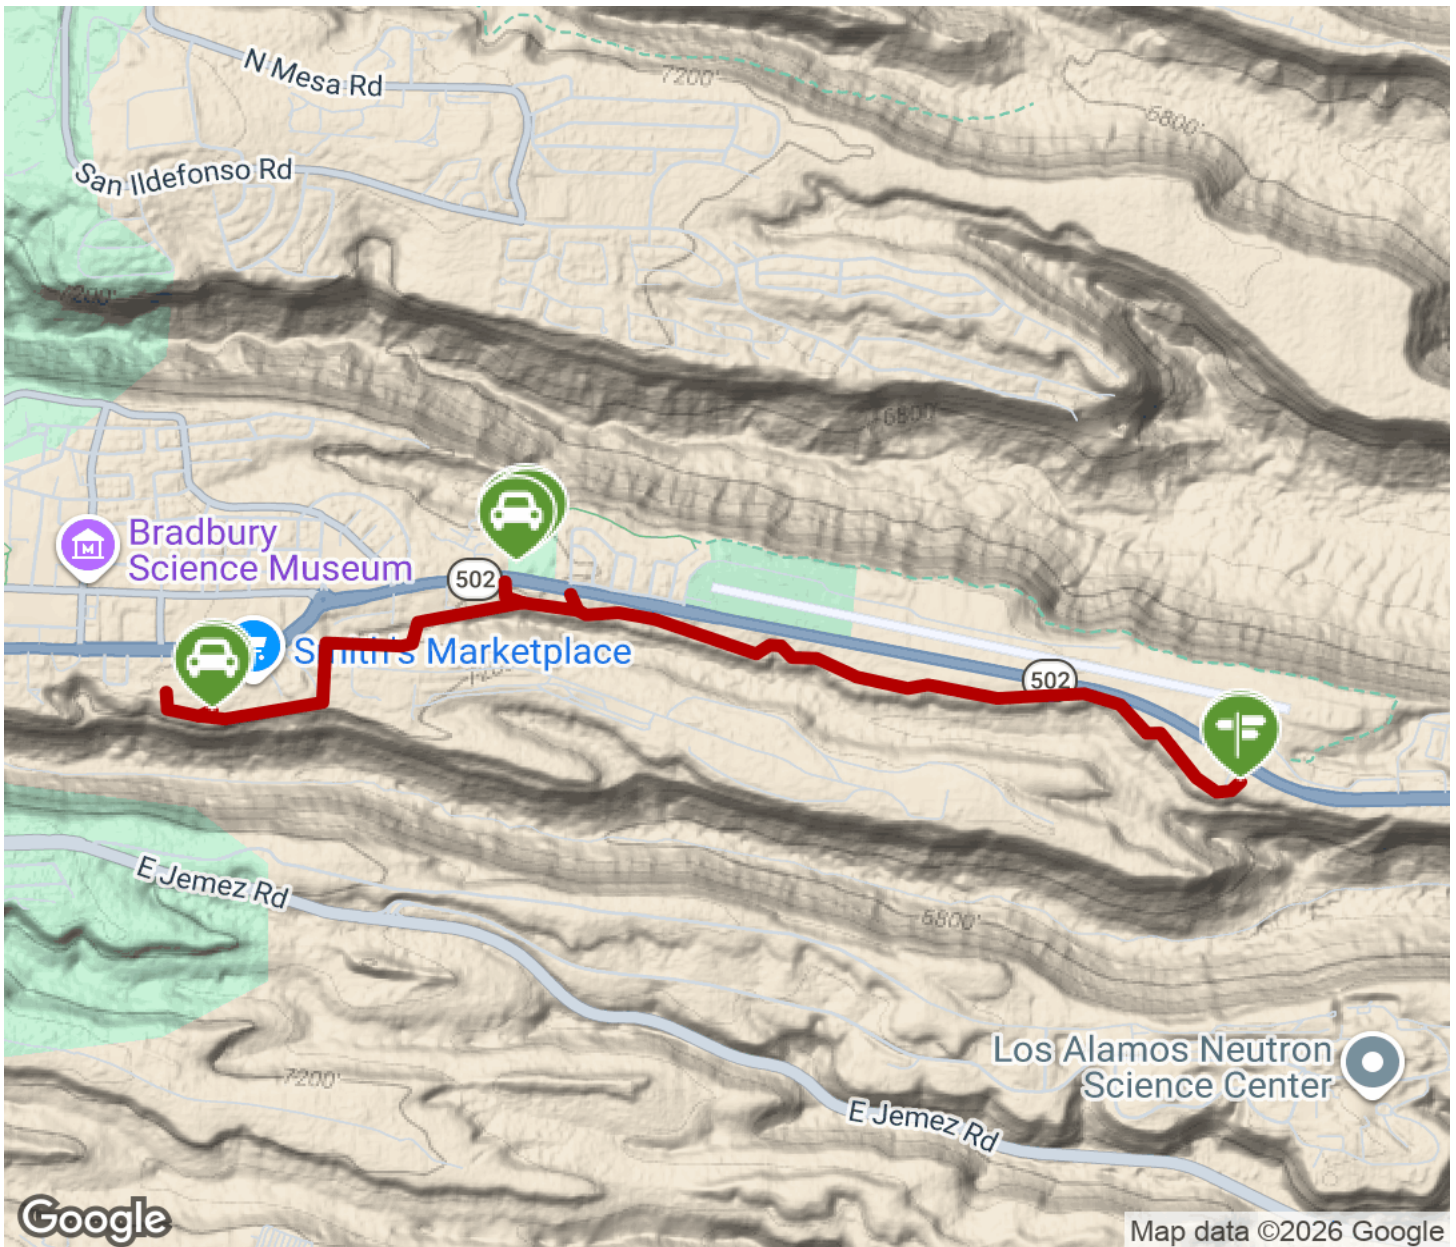 N Mesa Rd
7200'
6800'
San Ildefonso Rd
7200'
6800'
Bradbury
Science Museum
502
Smith's Marketplace
502
E Jemez Rd
6800'
Los Alamos Neutron
Science Center
7200'
E Jemez Rd
Google
Map data ©2026 Google